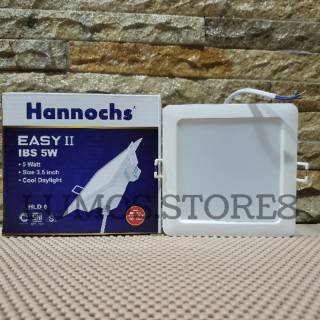 Hannochs
EASY II
IBS 5W
• 5 Watt
• Size 3.5 inch
• Cool Daylight
HLD 6
LUMOS.STORE8